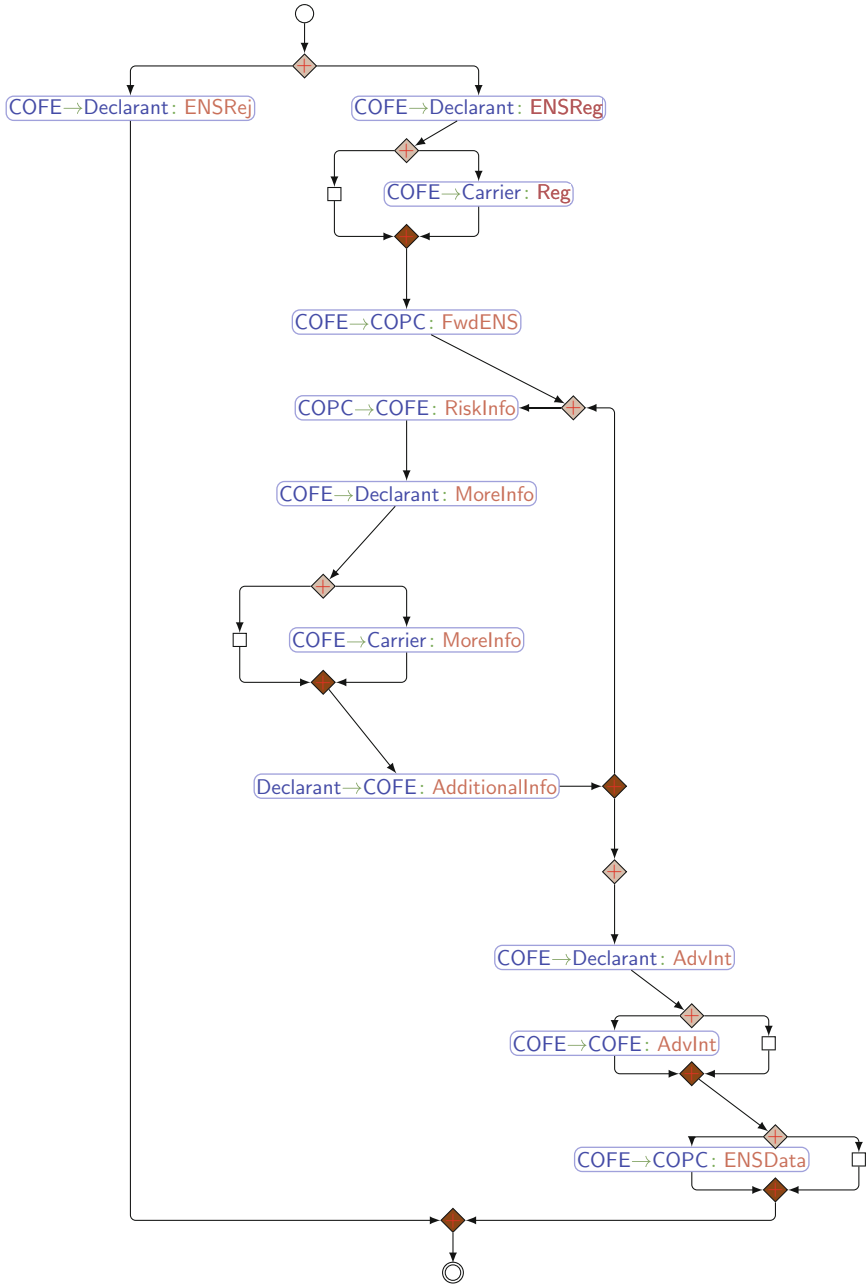 COFE→Declarant: ENSRej
COFE→Declarant: ENSReg
COFE→Carrier: Reg
COFE→COPC: FwdENS
COPC→COFE: RiskInfo
COFE→Declarant: MoreInfo
COFE→Carrier: MoreInfo
Declarant→COFE: AdditionalInfo
COFE→Declarant: AdvInt
COFE→COFE: AdvInt
COFE→COPC: ENSData